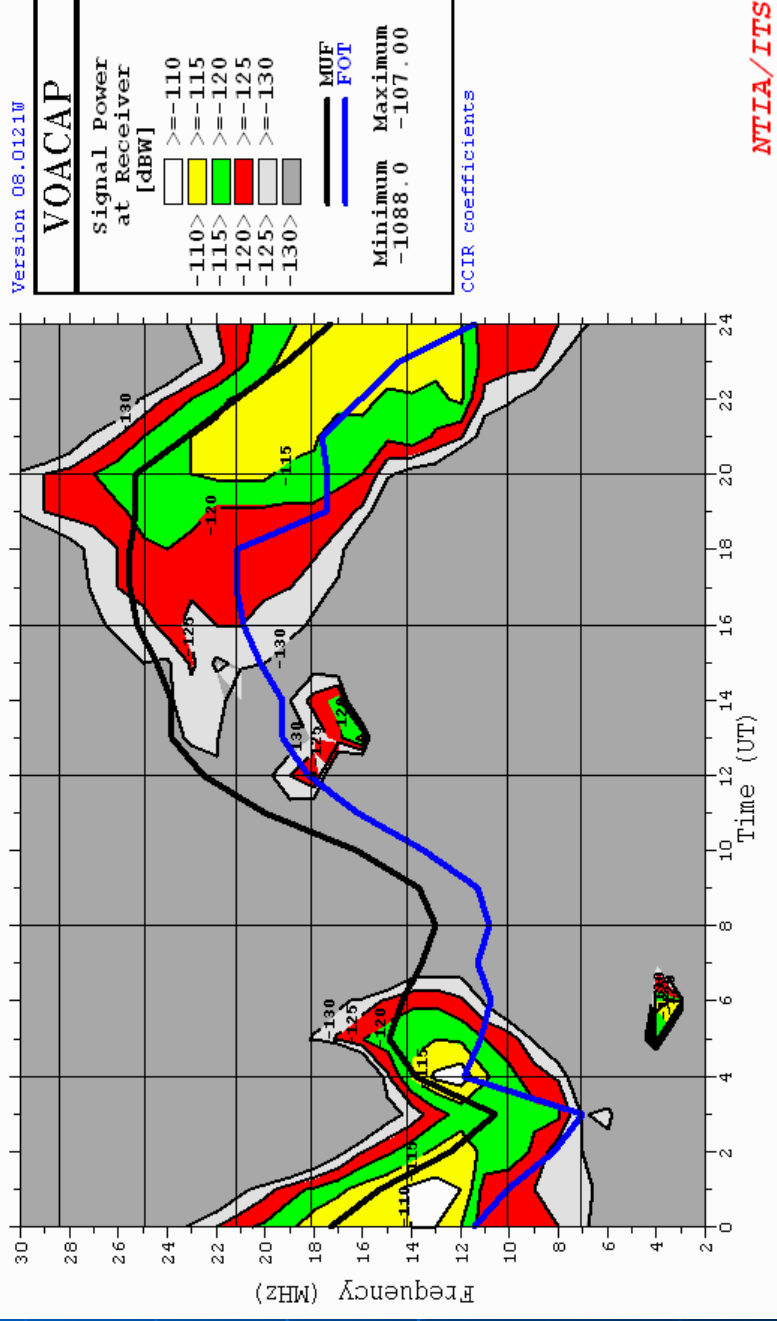 Version 08.0121W
VOACAP
Signal Power
at Receiver
[dBW]
>=-110
-110> >=-115
-115> >=-120
-120> >=-125
-125> >=-130
-130>
MUF
FOT
Minimum Maximum
-1088.0 -107.00
CCIR coefficients
NTIA/ITS
Frequency (MHz)
30
28
26
24
22
20
18
16
14
12
10
8
6
4
2
0 2 4 6 8 10 12 14 16 18 20 22 24
Time (UT)
-130
-125
-120
-115
-110
-115
-115
130
125
120
-130
-125
-120
-115
-130